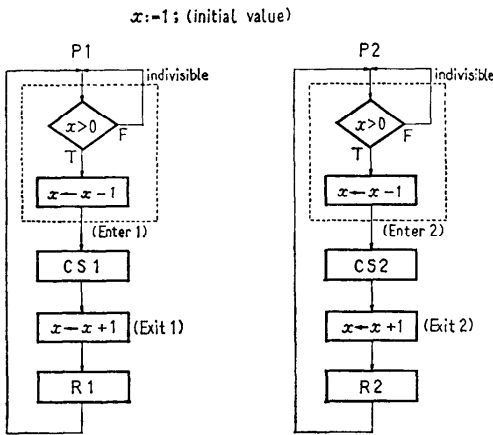 x:=1; (initial value)
P1
indivisible
x>0
F
T
x←x-1
(Enter 1)
CS1
x←x+1
(Exit 1)
R1
P2
indivisible
x>0
F
T
x←x-1
(Enter 2)
CS2
x←x+1
(Exit 2)
R2